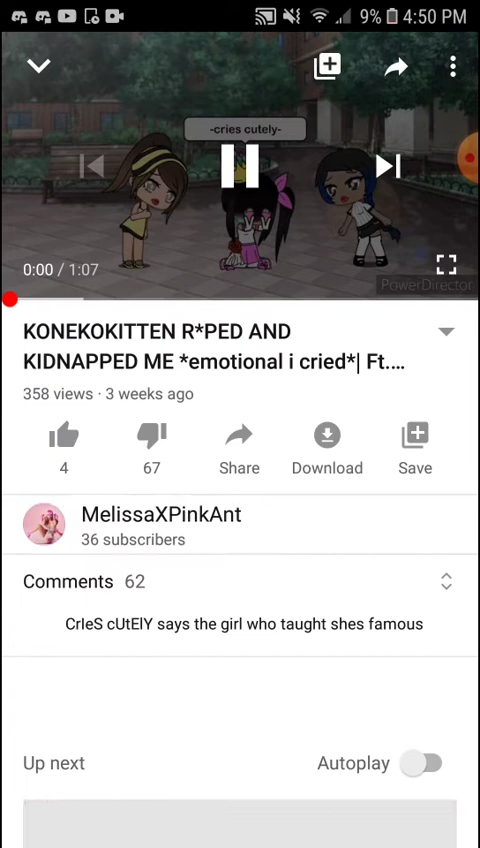 9% 4:50 PM
-cries cutely-
0:00 / 1:07
PowerDirector
KONEKOKITTEN R*PED AND
KIDNAPPED ME *emotional i cried*| Ft....
358 views · 3 weeks ago
4 67 Share Download Save
MelissaXPinkAnt
36 subscribers
Comments 62
CrIeS cUtElY says the girl who taught shes famous
Up next Autoplay